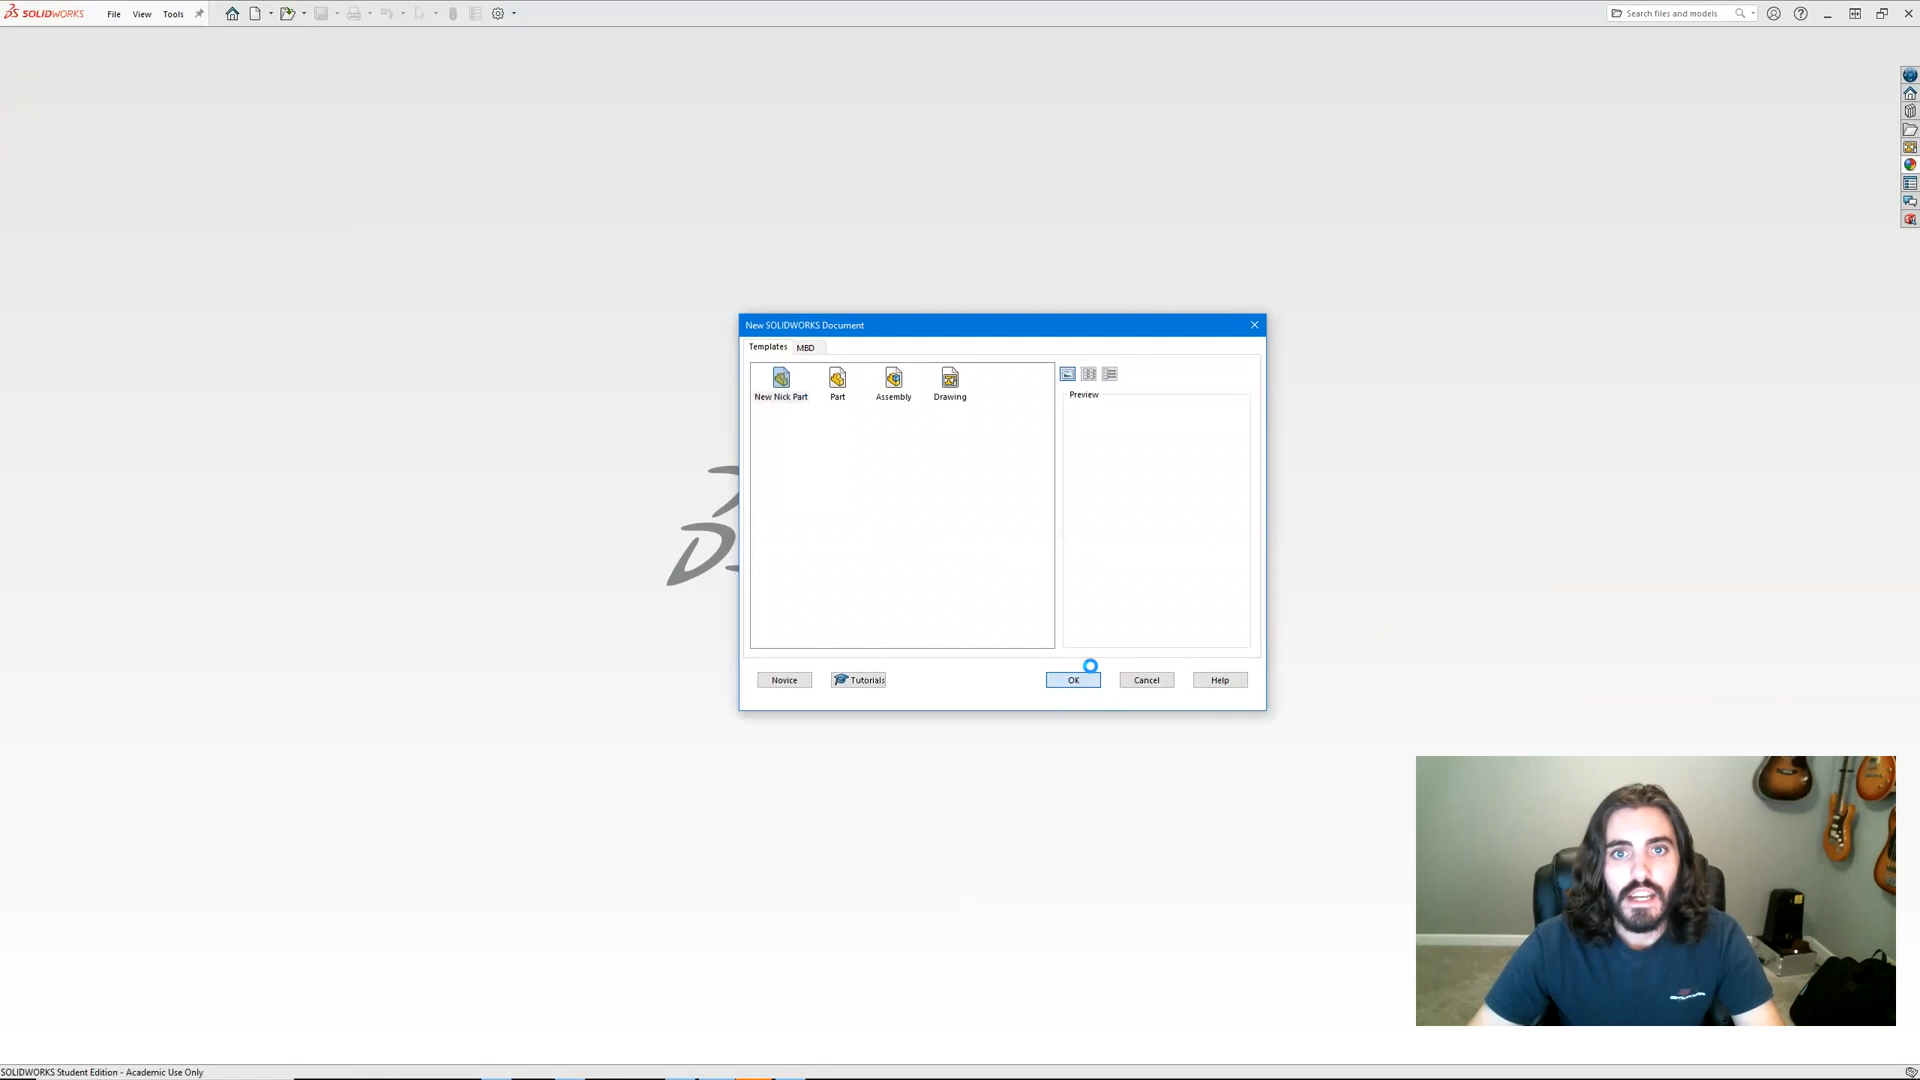 SOLIDWORKS File View Tools Search files and models
New SOLIDWORKS Document
Templates MBD
New Nick Part Part Assembly Drawing
Preview
Novice Tutorials OK Cancel Help
SOLIDWORKS Student Edition - Academic Use Only